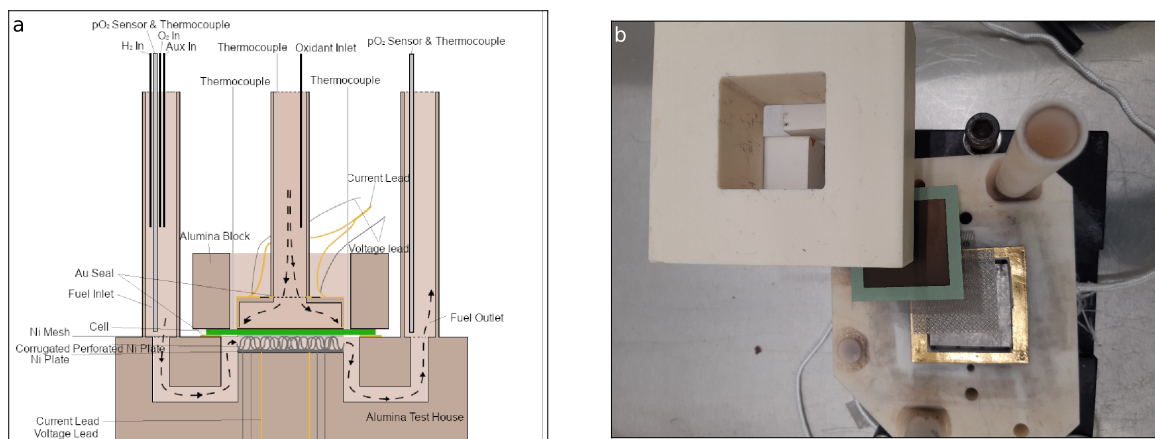 a
pO₂ Sensor & Thermocouple
O₂ In
H₂ In
Aux In
Thermocouple
Oxidant Inlet
pO₂ Sensor & Thermocouple
Thermocouple
Thermocouple
Current Lead
Alumina Block
Voltage lead
Au Seal
Fuel Inlet
Fuel Outlet
Cell
Ni Mesh
Corrugated Perforated Ni Plate
Ni Plate
Current Lead
Alumina Test House
Voltage Lead
b